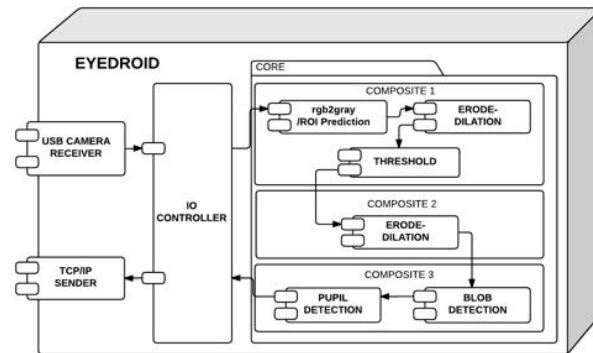 EYEDROID
CORE
COMPOSITE 1
rgb2gray
/ROI Prediction
ERODE-
DILATION
THRESHOLD
USB CAMERA
RECEIVER
IO
CONTROLLER
COMPOSITE 2
ERODE-
DILATION
TCP/IP
SENDER
COMPOSITE 3
PUPIL
DETECTION
BLOB
DETECTION